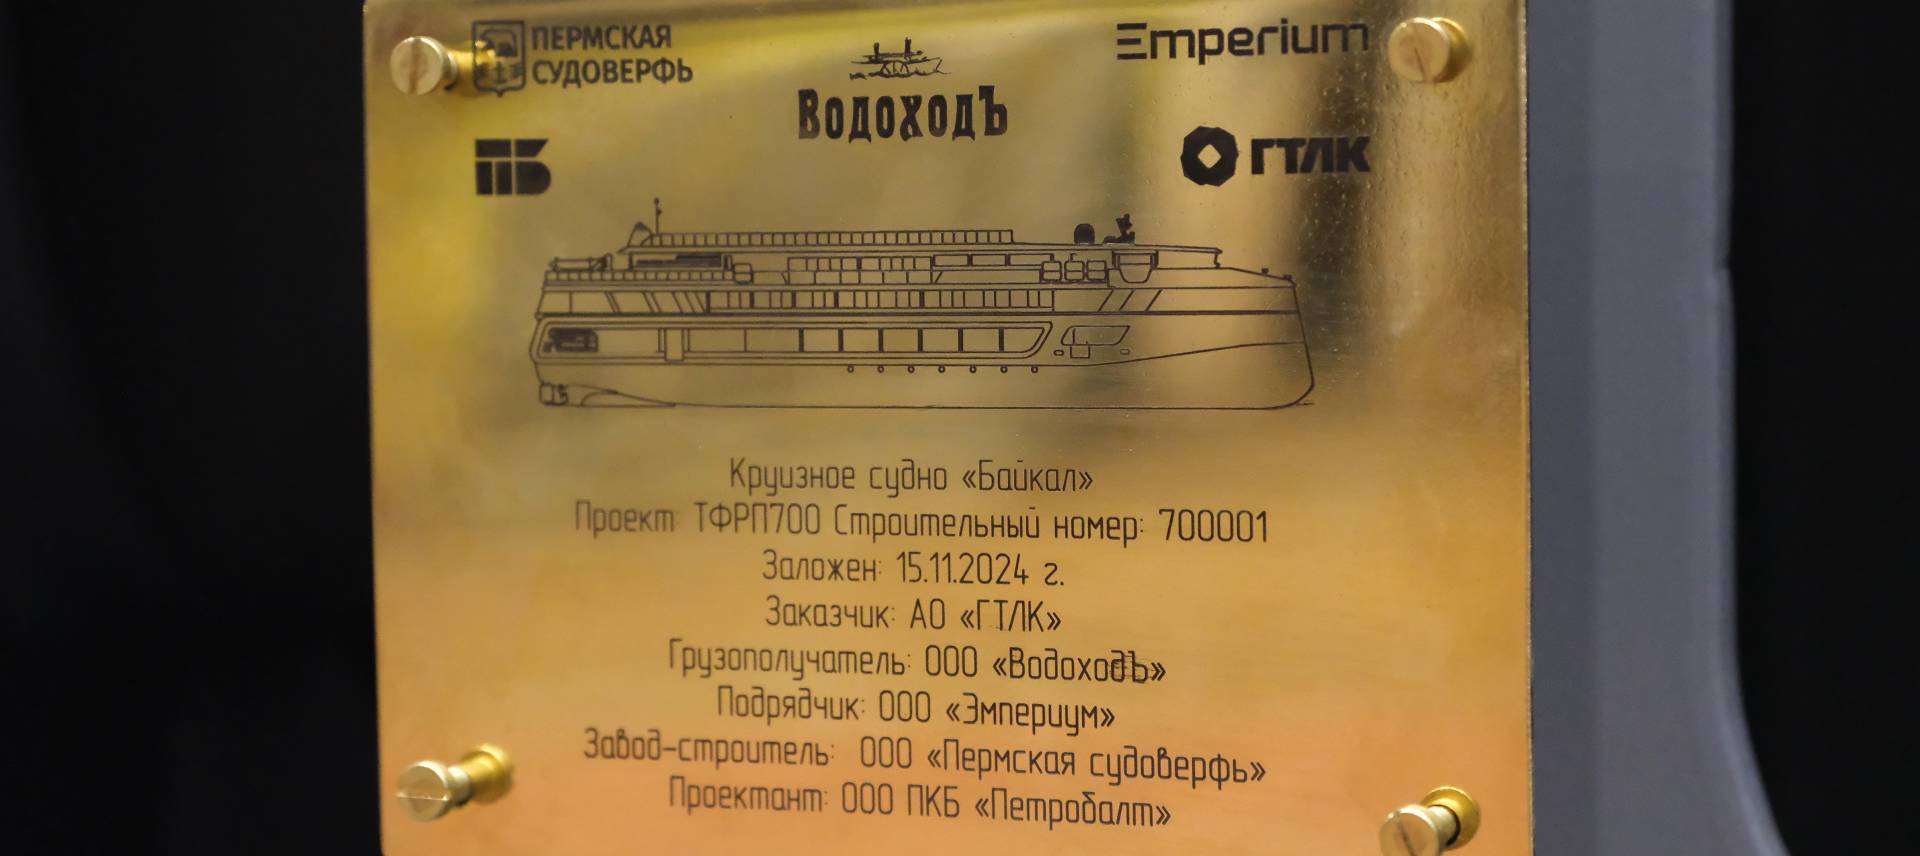 ПЕРМСКАЯ
СУДОВЕРФЬ
ВОДОХОДЪ
Emperium
ПБ
ГТЛК
Круизное судно «Байкал»
Проект: ТФРП700 Строительный номер: 700001
Заложен: 15.11.2024 г.
Заказчик: АО «ГТЛК»
Грузополучатель: ООО «ВодоходЪ»
Подрядчик: ООО «Эмпериум»
Завод-строитель: ООО «Пермская судоверфь»
Проектант: ООО ПКБ «Петробалт»